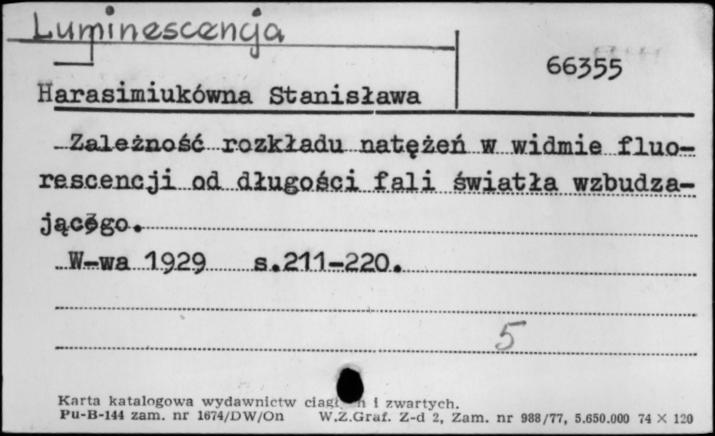 Luminescencja
66355
Harasimiukówna Stanisława
Zależność rozkładu natężeń w widmie fluo-
rescencji od długości fali światła wzbudza-
jącego.
W-wa 1929 s.211-220.
5
Karta katalogowa wydawnictw i zwartych.
Pu-B-144 zam. nr 1674/DW/On W.Z.Graf. Z-d 2, Zam. nr 988/77, 5.650.000 74 X 120